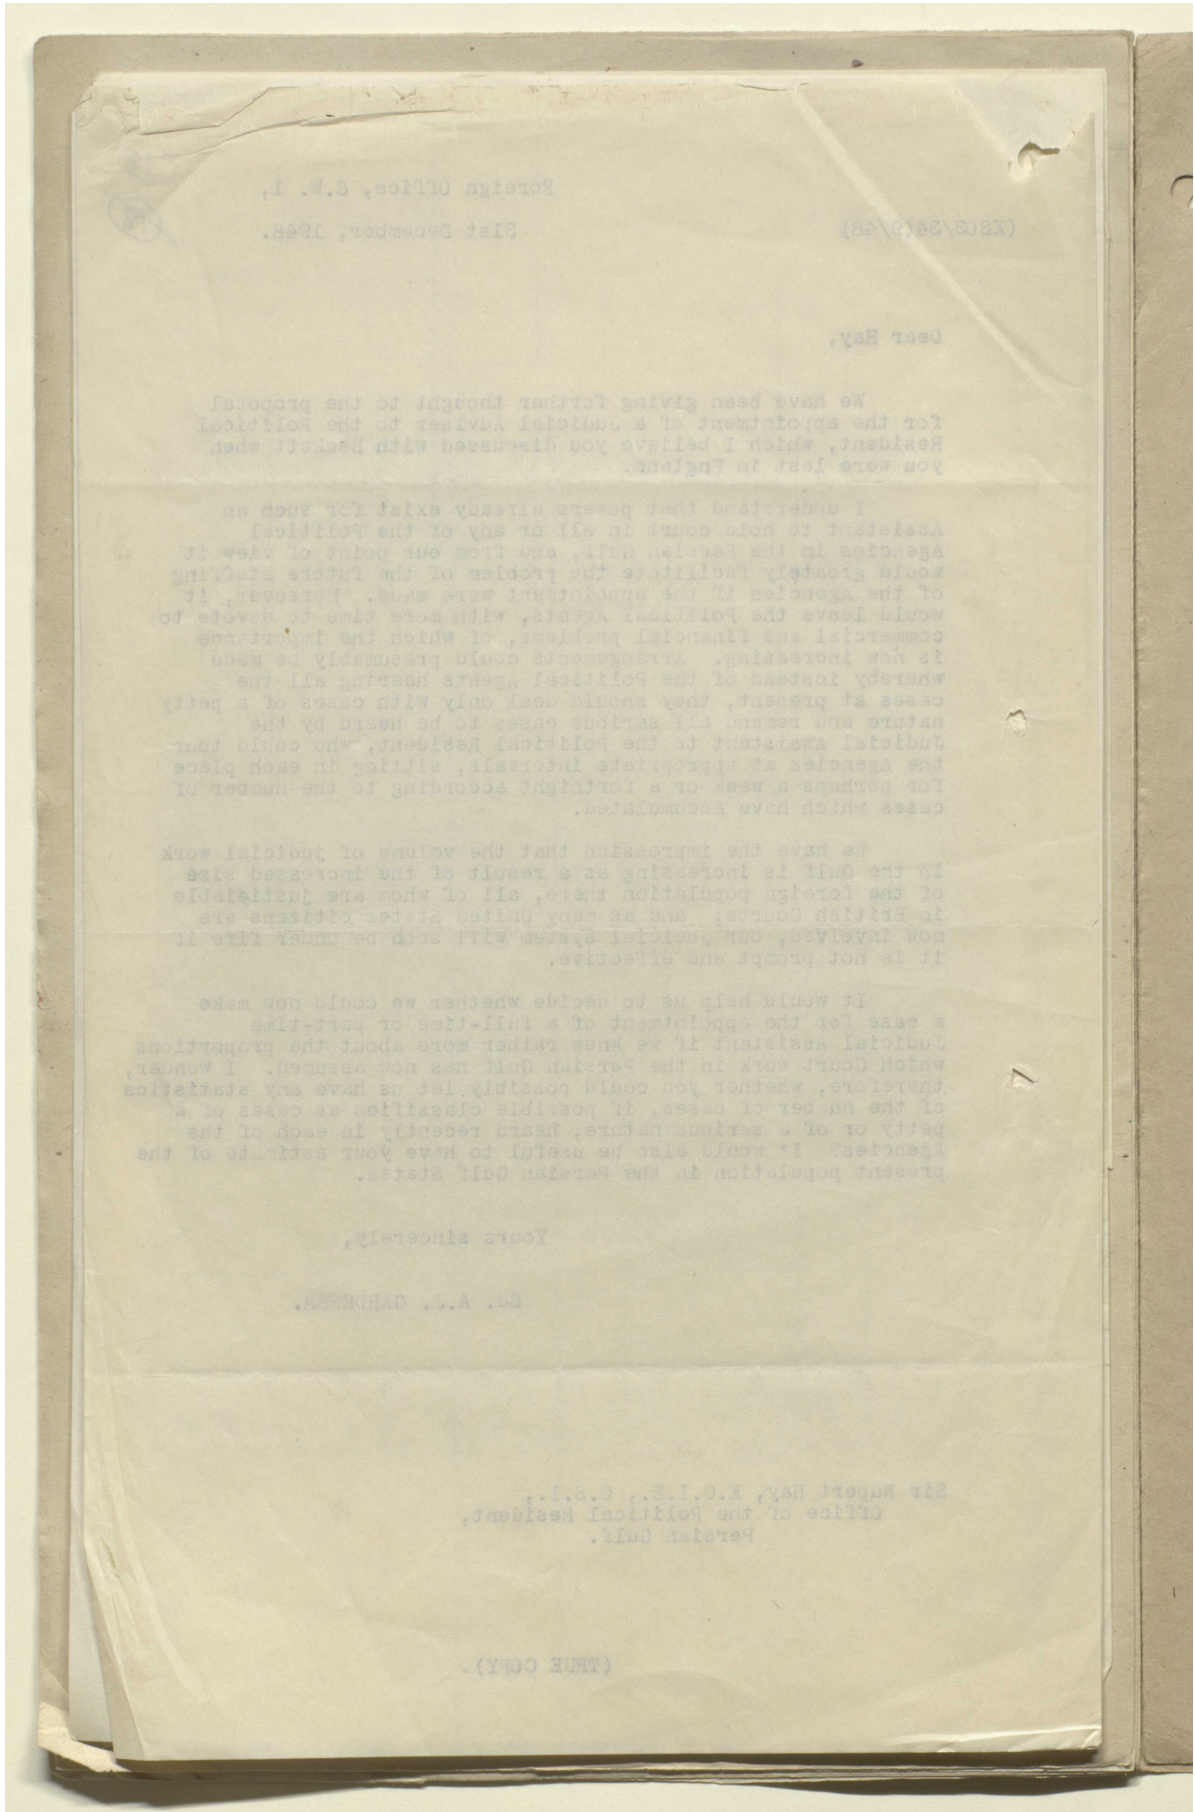 Foreign Office, S.W. 1,
31st December, 1948.
(XS(3/34(9/48)
Dear Hay,
We have been giving further thought to the proposal
for the appointment of a Judicial Adviser to the Political
Resident, which I believe you discussed with Beckett when
you were last in England.
I understand that powers already exist for such an
Assistant to hold court in all or any of the Political
Agencies in the Persian Gulf, and from our point of view it
would greately facilitate the problem of the future Staffing
of the Agencies if the appointment were made. Moreover, it
would leave the Political Agents, with more time to devote to
commercial and financial problems, of which the importance
is now increasing. Arrangements could presumably be made
whereby instead of the Political Agents hearing all the
cases at present, they should deal only with cases of a petty
nature and remand all serious cases to be heard by the
Judicial Assistant to the Political Resident, who could tour
the Agencies at appropriate intervals, sitting in each place
for perhaps a week or a fortnight according to the number of
cases which have accumulated.
We have the impression that the volume of judicial work
in the Gulf is increasing as a result of the increased size
of the foreign population there, all of whom are justiciable
in British Courts; and as many United States citizens are
now involved, our judicial system will such be under fire if
it is not prompt and effective.
It would help us to decide whether we could now make
a case for the appointment of a full-time or part-time
Judicial Assistant if we knew rather more about the proportions
which Court work in the Persian Gulf has now assumed. I wonder,
therefore, whether you could possibly let us have any statistics
of the number of cases, if possible classified as cases of a
petty or of a serious nature, heard recently in each of the
Agencies? It would also be useful to have your estimate of the
present population in the Persian Gulf States.
Yours sincerely,
Sd. A.J. GARDENER.
Sir Rupert Hay, K.C.I.E., C.S.I.,
Office of the Political Resident,
Persian Gulf.
(TRUE COPY).